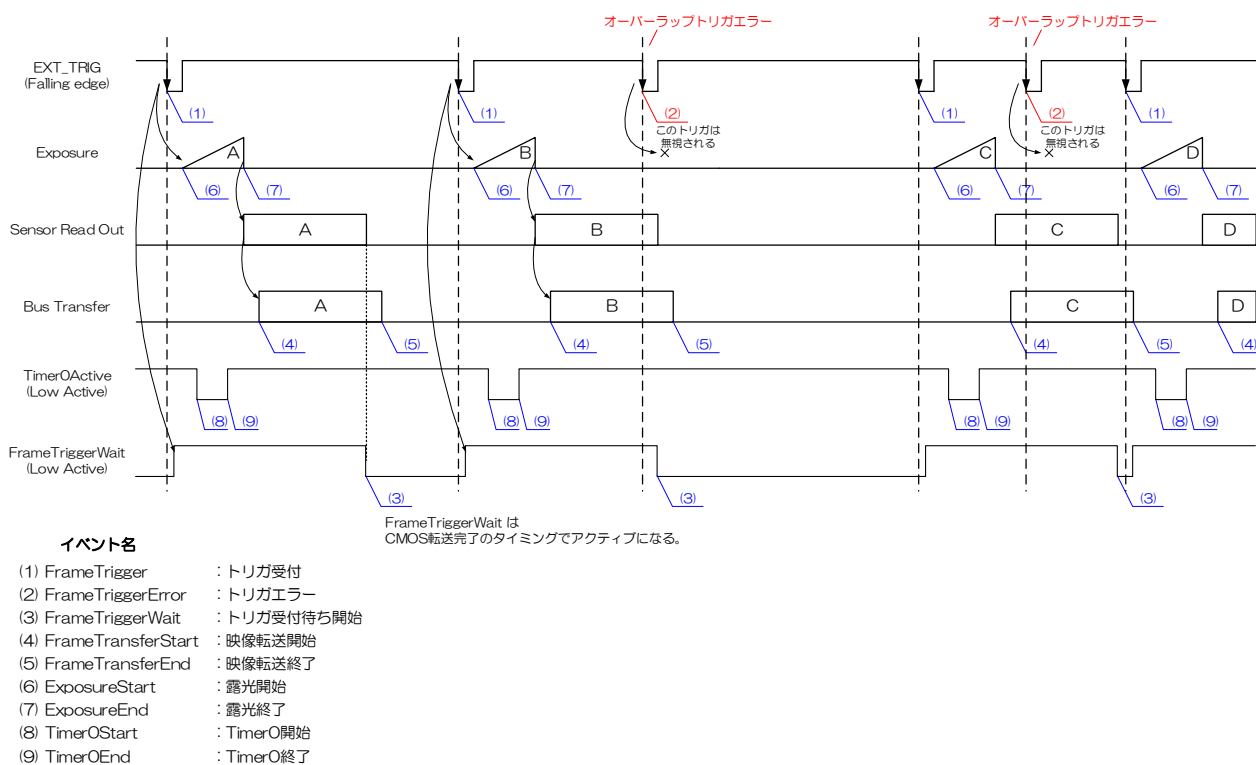 オーバーラップトリガエラー
オーバーラップトリガエラー
EXT_TRIG
(Falling edge)
(1)
(1)
(2)
このトリガは
無視される
(1)
(2)
このトリガは
無視される
(1)
Exposure
A
B
C
D
(6)
(7)
(6)
(7)
(6)
(7)
(6)
(7)
Sensor Read Out
A
B
C
D
Bus Transfer
A
B
C
D
(4)
(5)
(4)
(5)
(4)
(5)
(4)
Timer0Active
(Low Active)
(8)
(9)
(8)
(9)
(8)
(9)
(8)
(9)
FrameTriggerWait
(Low Active)
(3)
(3)
(3)
FrameTriggerWait は
CMOS転送完了のタイミングでアクティブになる。
イベント名
(1) FrameTrigger : トリガ受付
(2) FrameTriggerError : トリガエラー
(3) FrameTriggerWait : トリガ受付待ち開始
(4) FrameTransferStart : 映像転送開始
(5) FrameTransferEnd : 映像転送終了
(6) ExposureStart : 露光開始
(7) ExposureEnd : 露光終了
(8) Timer0Start : Timer0開始
(9) Timer0End : Timer0終了